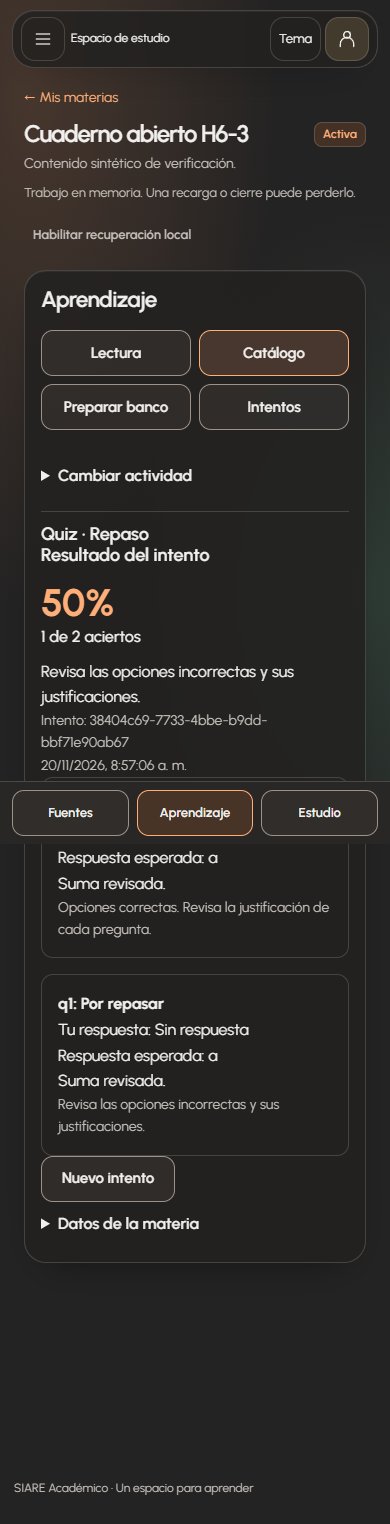 Espacio de estudio
Tema
← Mis materias
Cuaderno abierto H6-3
Activa
Contenido sintético de verificación.
Trabajo en memoria. Una recarga o cierre puede perderlo.
Habilitar recuperación local
Aprendizaje
Lectura
Catálogo
Preparar banco
Intentos
Cambiar actividad
Quiz · Repaso
Resultado del intento
50%
1 de 2 aciertos
Revisa las opciones incorrectas y sus
justificaciones.
Intento: 38404c69-7733-4bbe-b9dd-
bbf71e90ab67
20/11/2026, 8:57:06 a. m.
Fuentes
Aprendizaje
Estudio
Respuesta esperada: a
Suma revisada.
Opciones correctas. Revisa la justificación de
cada pregunta.
q1: Por repasar
Tu respuesta: Sin respuesta
Respuesta esperada: a
Suma revisada.
Revisa las opciones incorrectas y sus
justificaciones.
Nuevo intento
Datos de la materia
SIARE Académico · Un espacio para aprender